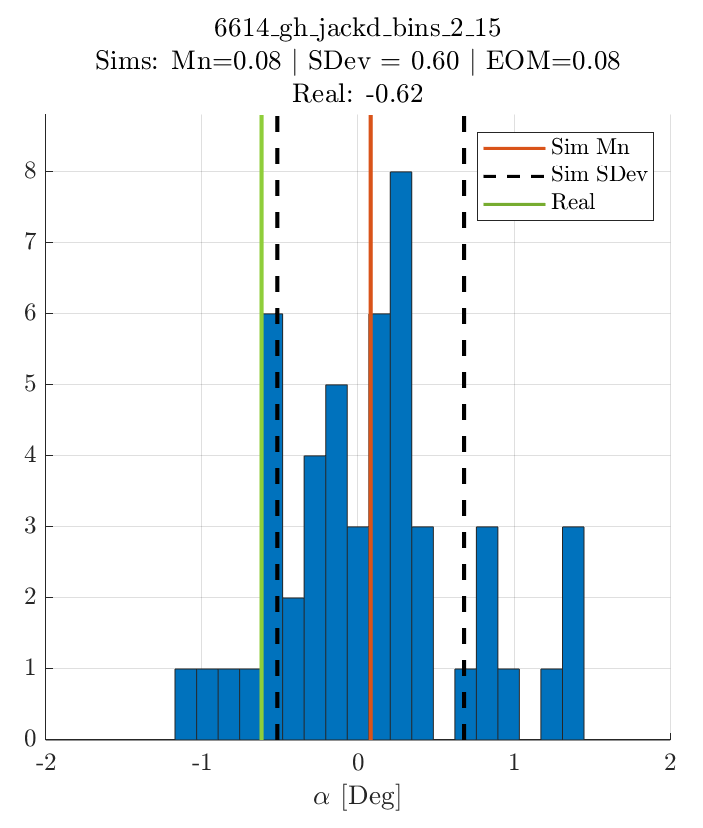 6614_gh_jackd_bins_2_15
Sims: Mn=0.08 | SDev = 0.60 | EOM=0.08
Real: -0.62
Sim Mn
Sim SDev
Real
8
7
6
5
4
3
2
1
0
-2 -1 0 1 2
α [Deg]